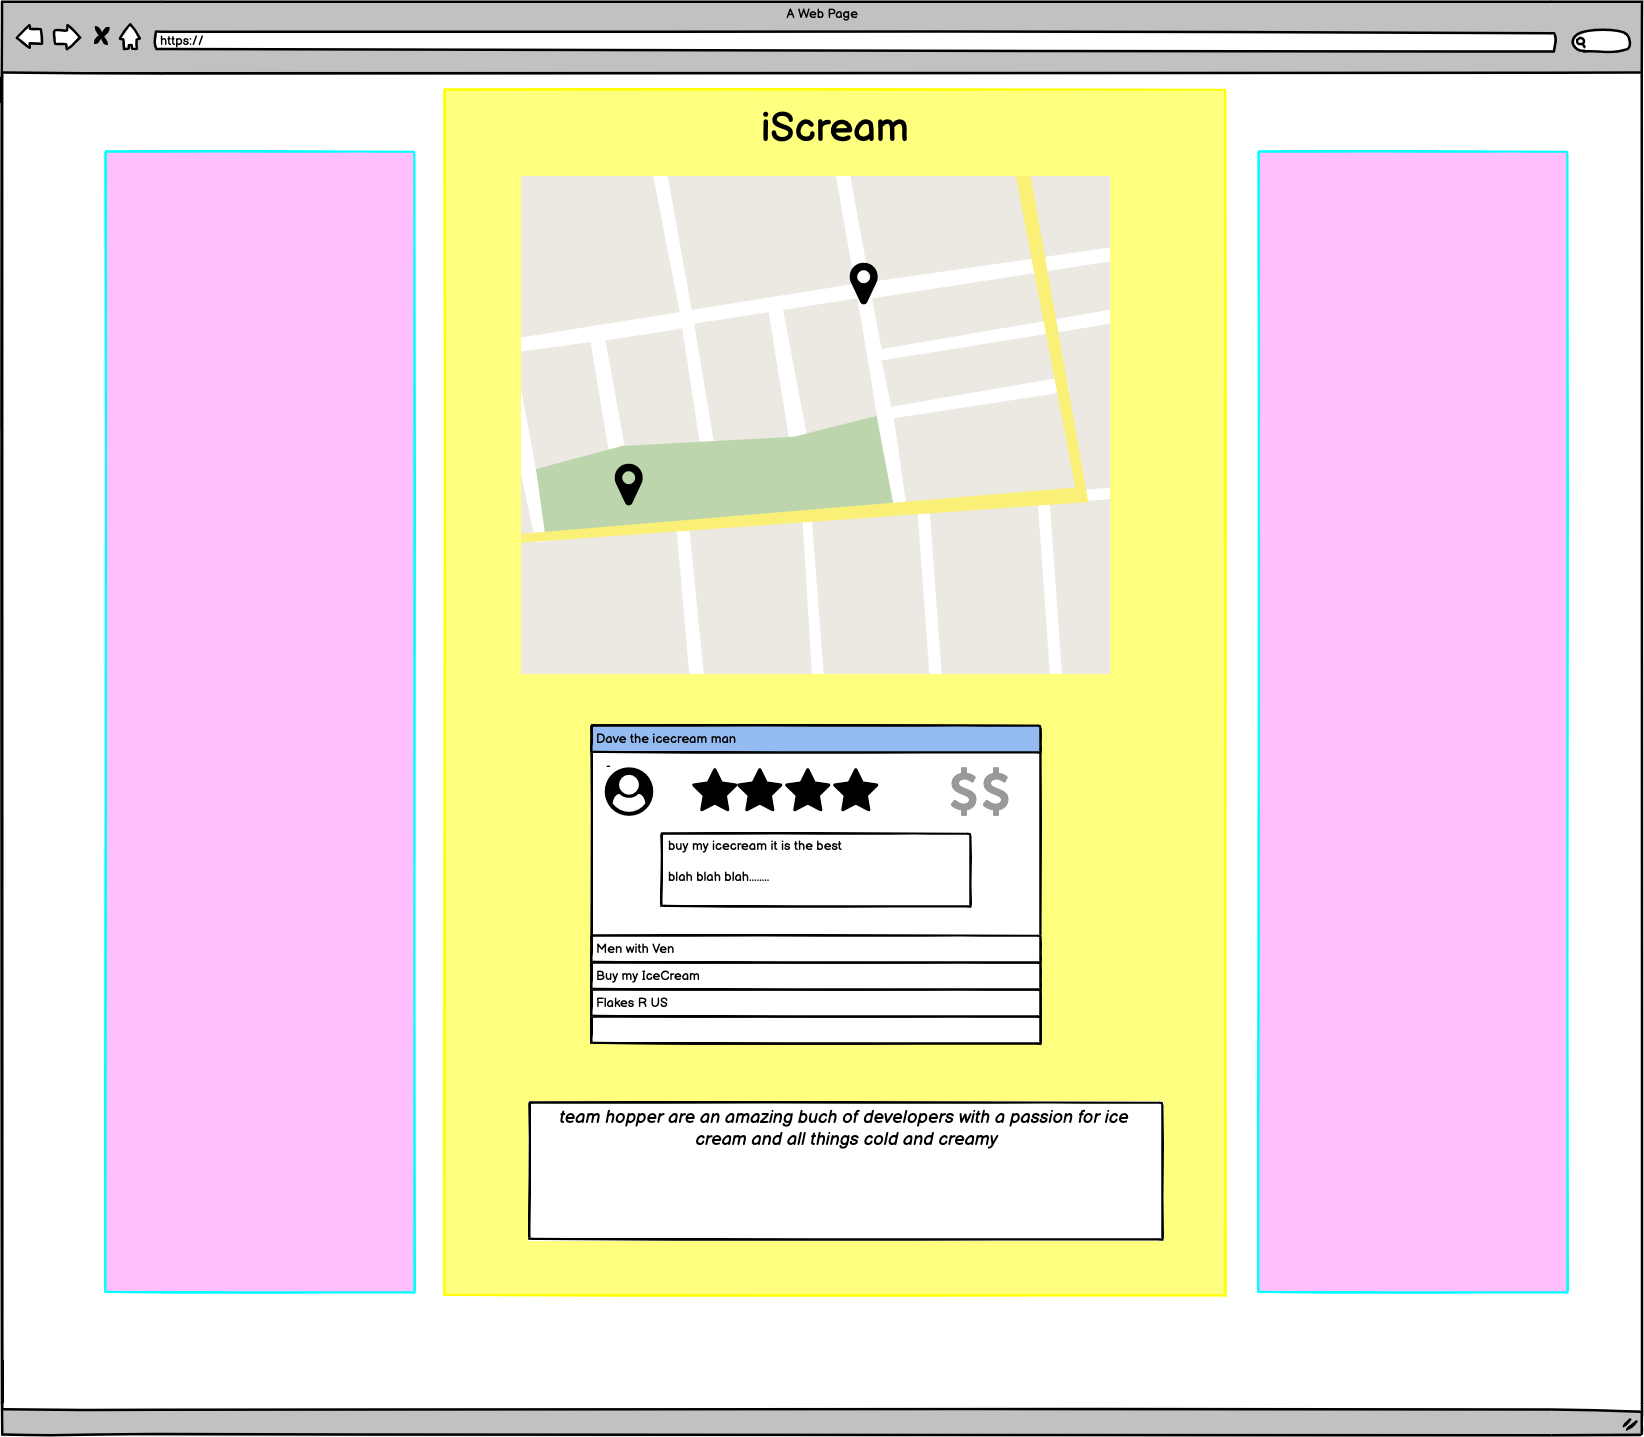 A Web Page
https://
iScream
Dave the icecream man
$$
buy my icecream it is the best
blah blah blah........
Men with Ven
Buy my IceCream
Flakes R US
team hopper are an amazing buch of developers with a passion for ice
cream and all things cold and creamy